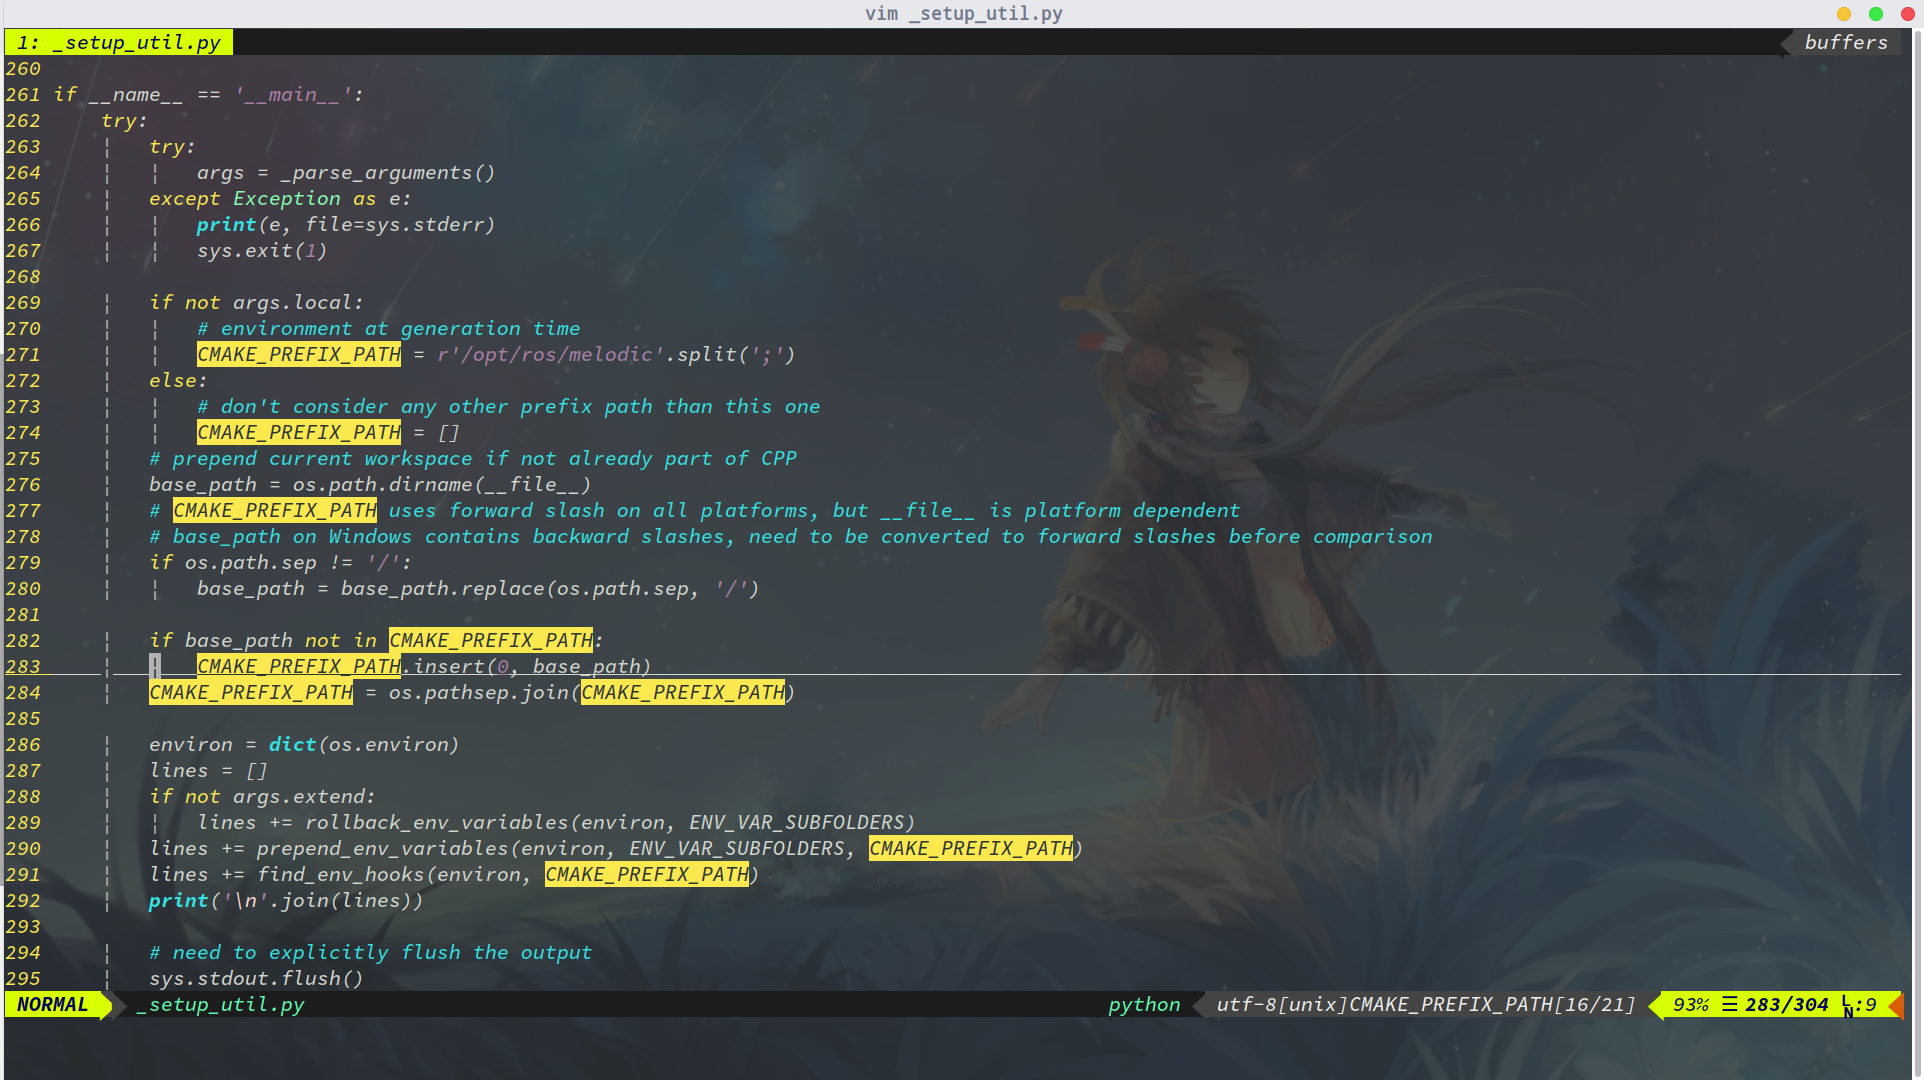 vim _setup_util.py
1: _setup_util.py buffers
260
261 if __name__ == '__main__':
262     try:
263         try:
264             args = _parse_arguments()
265         except Exception as e:
266             print(e, file=sys.stderr)
267             sys.exit(1)
268
269         if not args.local:
270             # environment at generation time
271             CMAKE_PREFIX_PATH = r'/opt/ros/melodic'.split(';')
272         else:
273             # don't consider any other prefix path than this one
274             CMAKE_PREFIX_PATH = []
275         # prepend current workspace if not already part of CPP
276         base_path = os.path.dirname(__file__)
277         # CMAKE_PREFIX_PATH uses forward slash on all platforms, but __file__ is platform dependent
278         # base_path on Windows contains backward slashes, need to be converted to forward slashes before comparison
279         if os.path.sep != '/':
280             base_path = base_path.replace(os.path.sep, '/')
281
282         if base_path not in CMAKE_PREFIX_PATH:
283             CMAKE_PREFIX_PATH.insert(0, base_path)
284         CMAKE_PREFIX_PATH = os.pathsep.join(CMAKE_PREFIX_PATH)
285
286         environ = dict(os.environ)
287         lines = []
288         if not args.extend:
289             lines += rollback_env_variables(environ, ENV_VAR_SUBFOLDERS)
290         lines += prepend_env_variables(environ, ENV_VAR_SUBFOLDERS, CMAKE_PREFIX_PATH)
291         lines += find_env_hooks(environ, CMAKE_PREFIX_PATH)
292         print('\n'.join(lines))
293
294         # need to explicitly flush the output
295         sys.stdout.flush()
NORMAL _setup_util.py python utf-8[unix]CMAKE_PREFIX_PATH[16/21] 93% ☰ 283/304 LN:9